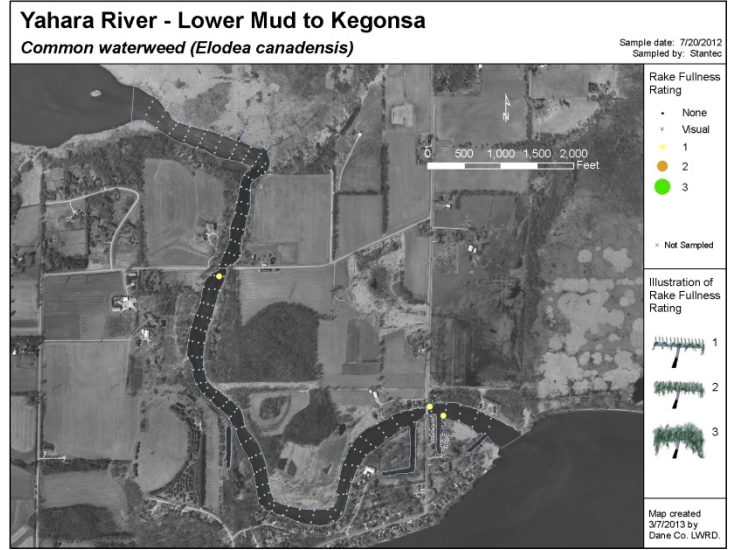 Yahara River - Lower Mud to Kegonsa
Common waterweed (Elodea canadensis)
Sample date: 7/20/2012
Sampled by: Stantec
0 500 1,000 1,500 2,000
Feet
Rake Fullness
Rating
None
Visual
1
2
3
× Not Sampled
Illustration of
Rake Fullness
Rating
1
2
3
Map created
3/7/2013 by
Dane Co. LWRD.